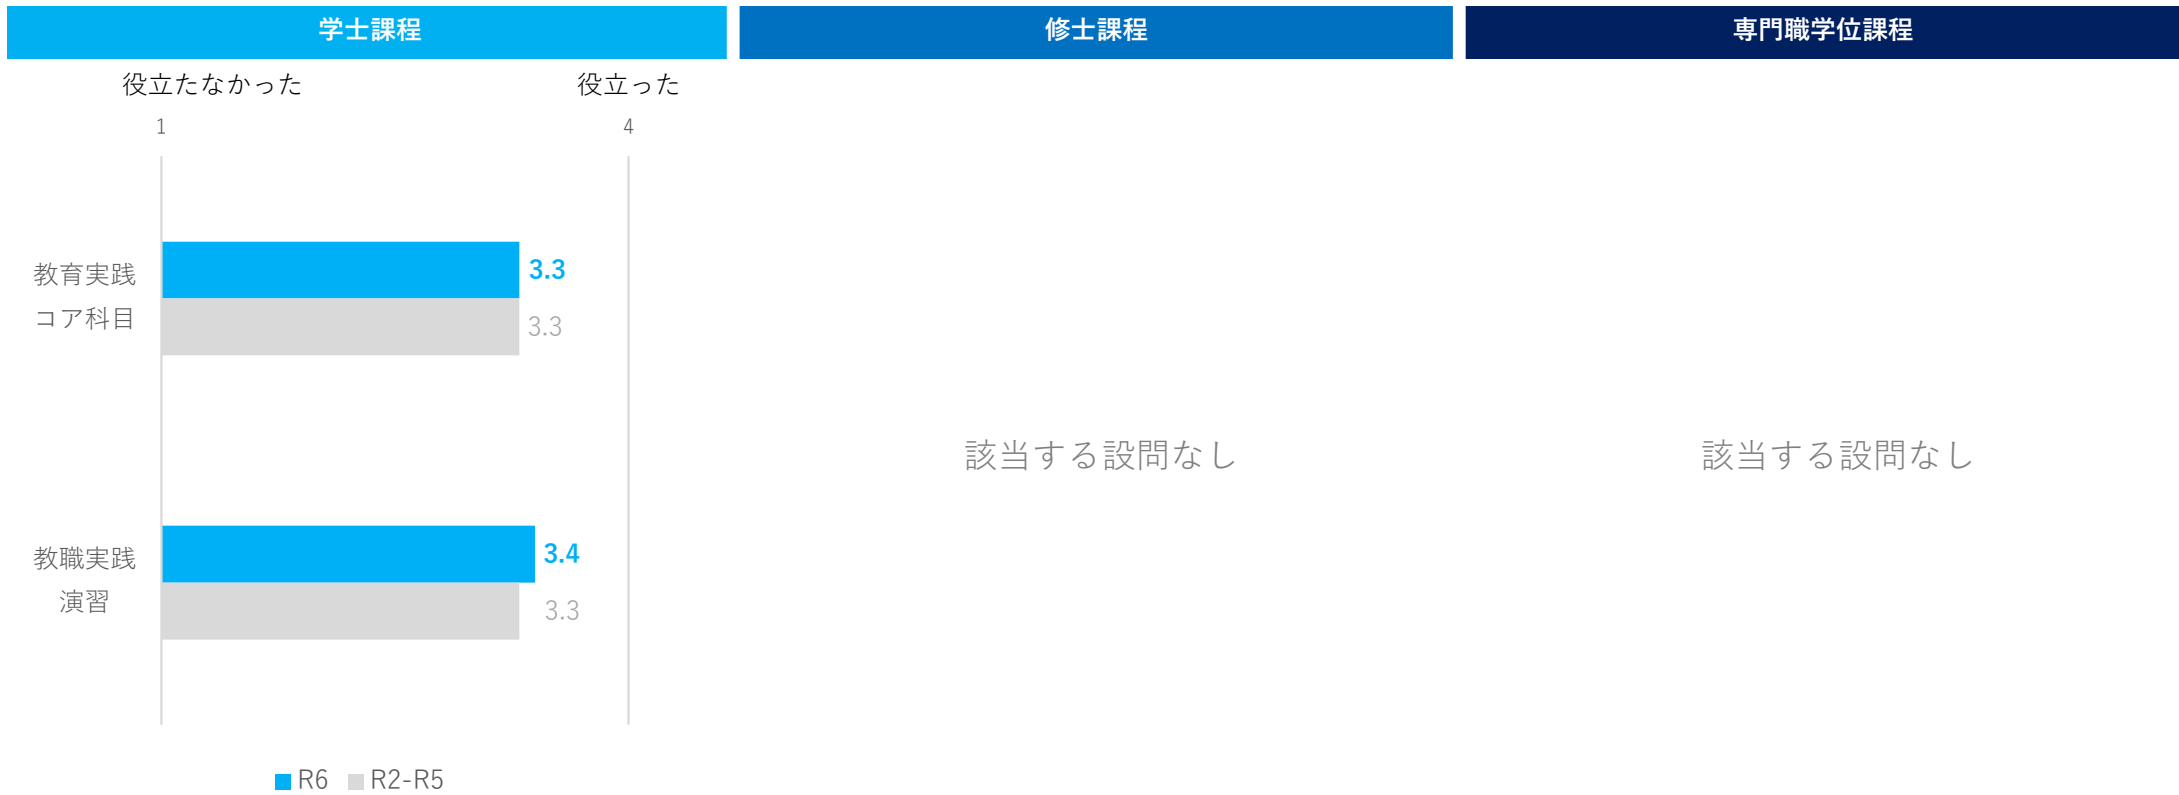 学士課程
修士課程
専門職学位課程
役立たなかった
役立った
1
4
教育実践
コア科目
3.3
3.3
教職実践
演習
3.4
3.3
該当する設問なし
該当する設問なし
R6
R2-R5